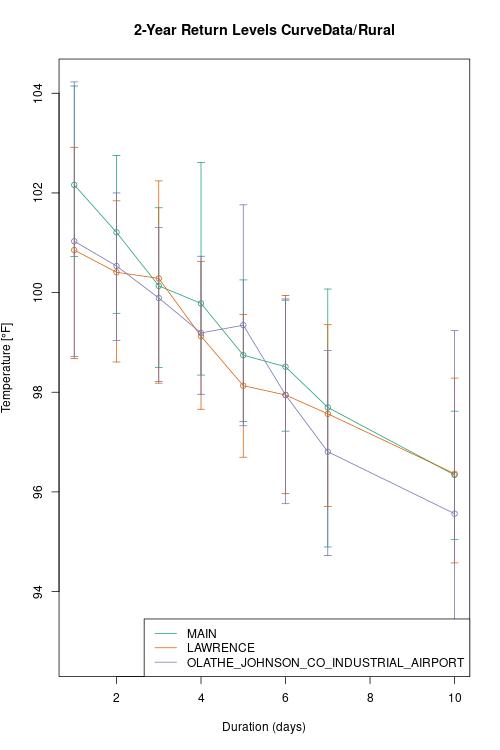 2-Year Return Levels CurveData/Rural
104
102
100
98
96
94
Temperature [°F]
MAIN
LAWRENCE
OLATHE_JOHNSON_CO_INDUSTRIAL_AIRPORT
2
4
6
8
10
Duration (days)